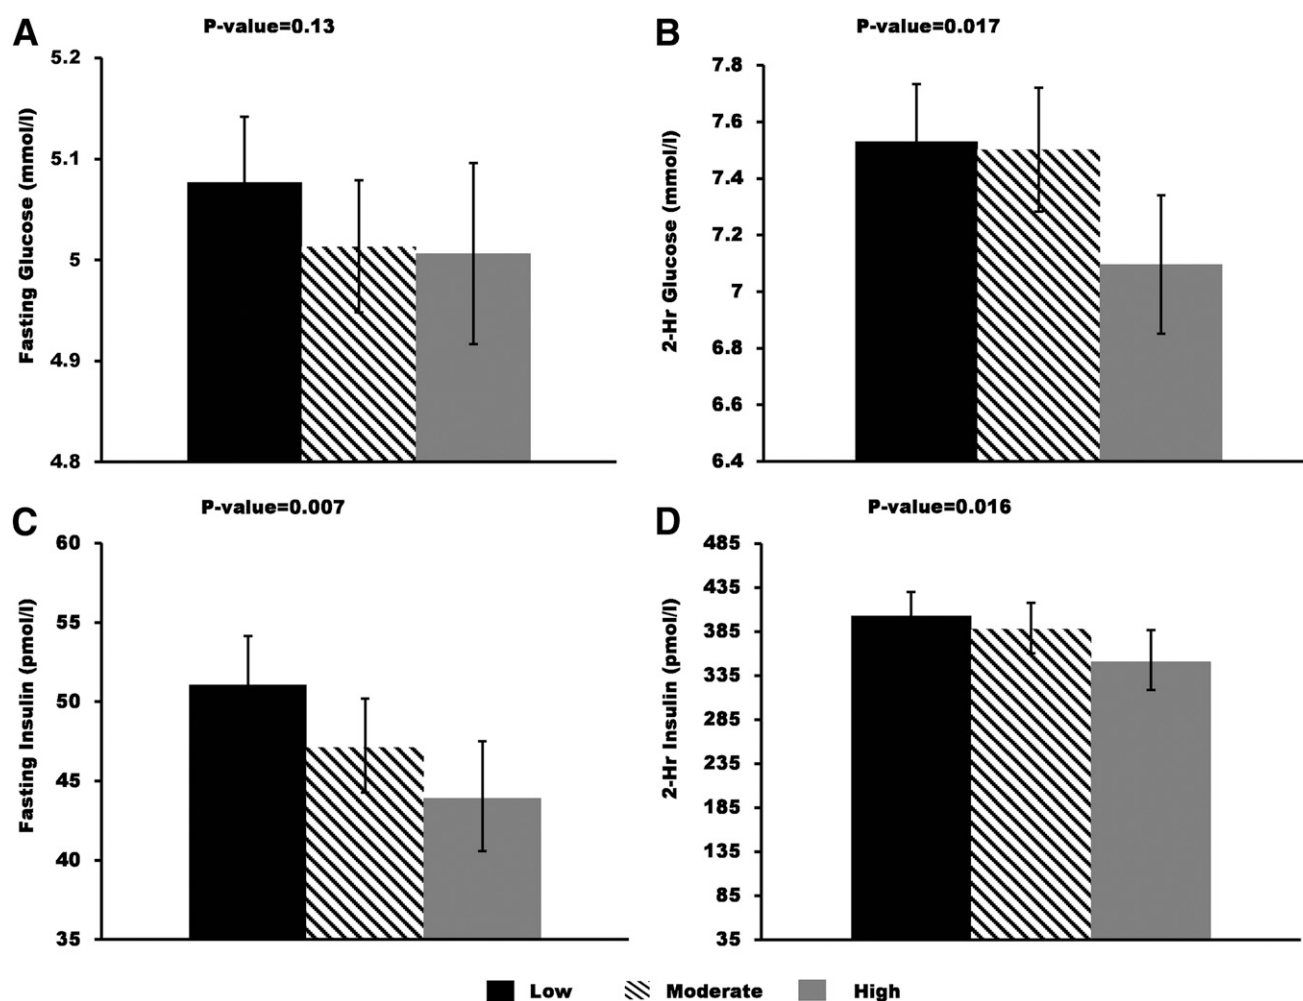 A
P-value=0.13
Fasting Glucose (mmol/l)
5.2
5.1
5
4.9
4.8
B
P-value=0.017
2-Hr Glucose (mmol/l)
7.8
7.6
7.4
7.2
7
6.8
6.6
6.4
C
P-value=0.007
Fasting Insulin (pmol/l)
60
55
50
45
40
35
D
P-value=0.016
2-Hr Insulin (pmol/l)
485
435
385
335
285
235
185
135
85
35
Low Moderate High